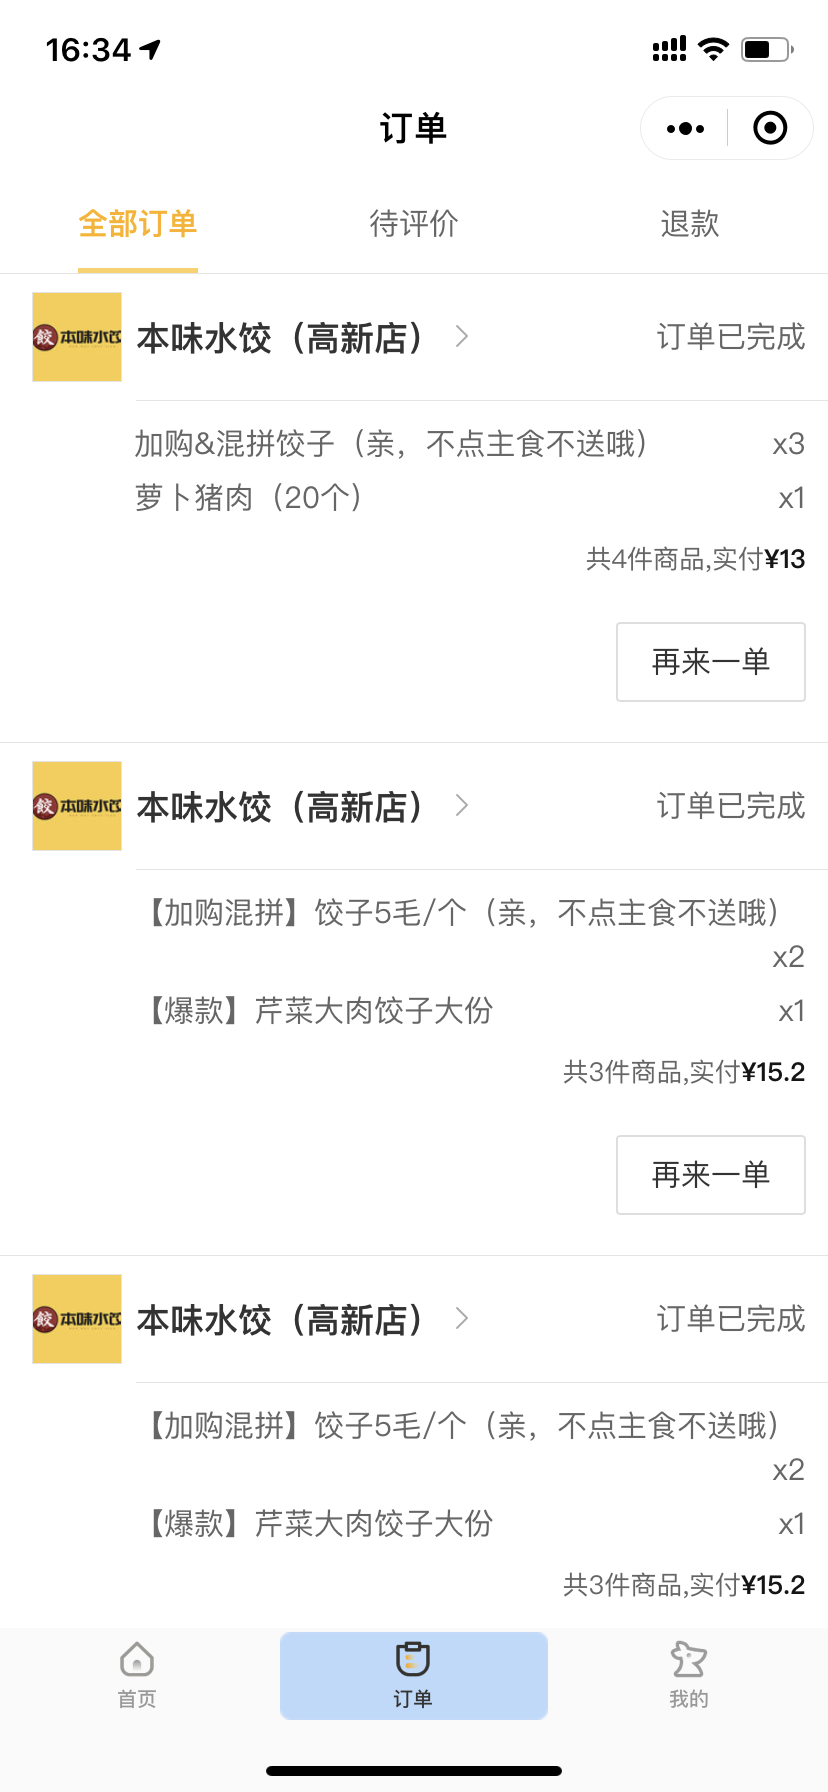 16:34
订单
全部订单
待评价
退款
餃 本味水饺
本味水饺（高新店）
订单已完成
加购&混拼饺子（亲，不点主食不送哦） x3
萝卜猪肉（20个） x1
共4件商品,实付¥13
再来一单
餃 本味水饺
本味水饺（高新店）
订单已完成
【加购混拼】饺子5毛/个（亲，不点主食不送哦）
x2
【爆款】芹菜大肉饺子大份 x1
共3件商品,实付¥15.2
再来一单
餃 本味水饺
本味水饺（高新店）
订单已完成
【加购混拼】饺子5毛/个（亲，不点主食不送哦）
x2
【爆款】芹菜大肉饺子大份 x1
共3件商品,实付¥15.2
首页
订单
我的